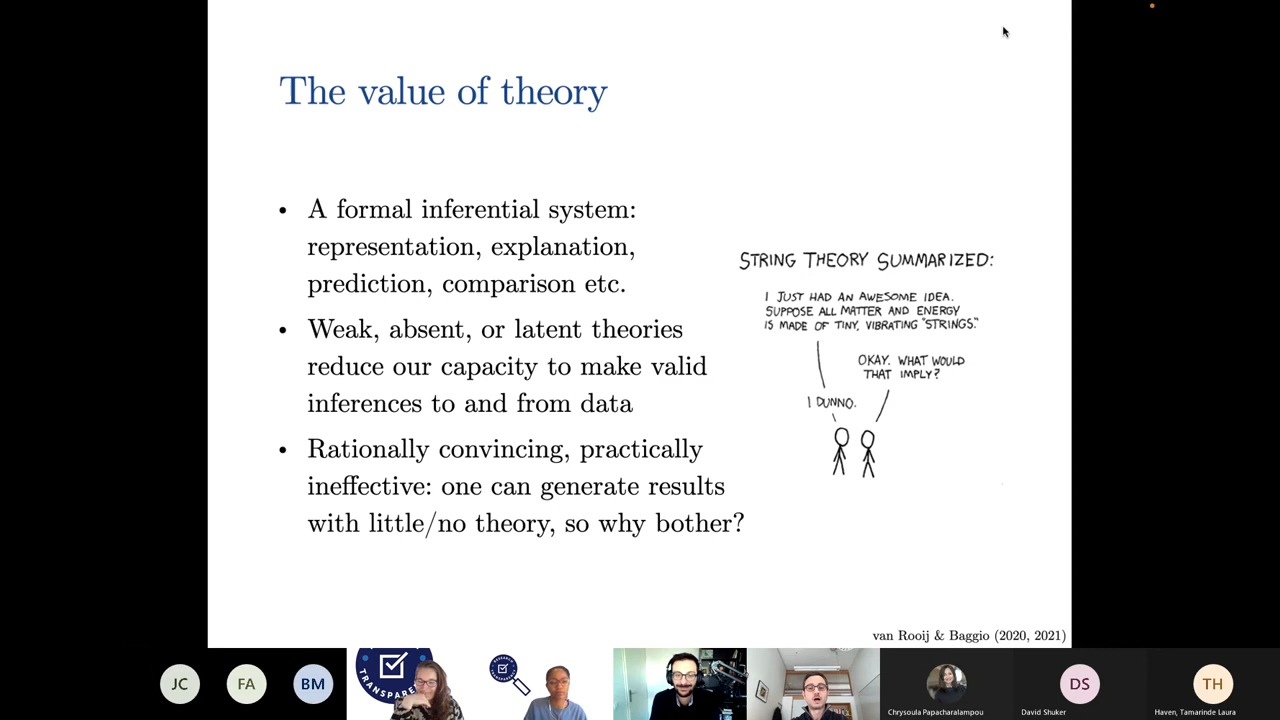 The value of theory
• A formal inferential system:
representation, explanation,
prediction, comparison etc.
• Weak, absent, or latent theories
reduce our capacity to make valid
inferences to and from data
• Rationally convincing, practically
ineffective: one can generate results
with little/no theory, so why bother?
STRING THEORY SUMMARIZED:
I JUST HAD AN AWESOME IDEA.
SUPPOSE ALL MATTER AND ENERGY
IS MADE OF TINY, VIBRATING "STRINGS."
OKAY. WHAT WOULD
THAT IMPLY?
I DUNNO.
van Rooij & Baggio (2020, 2021)
JC
FA
BM
TRANSPARE
Chrysoula Papacharalampou
DS
David Shuker
TH
Haven, Tamarinde Laura